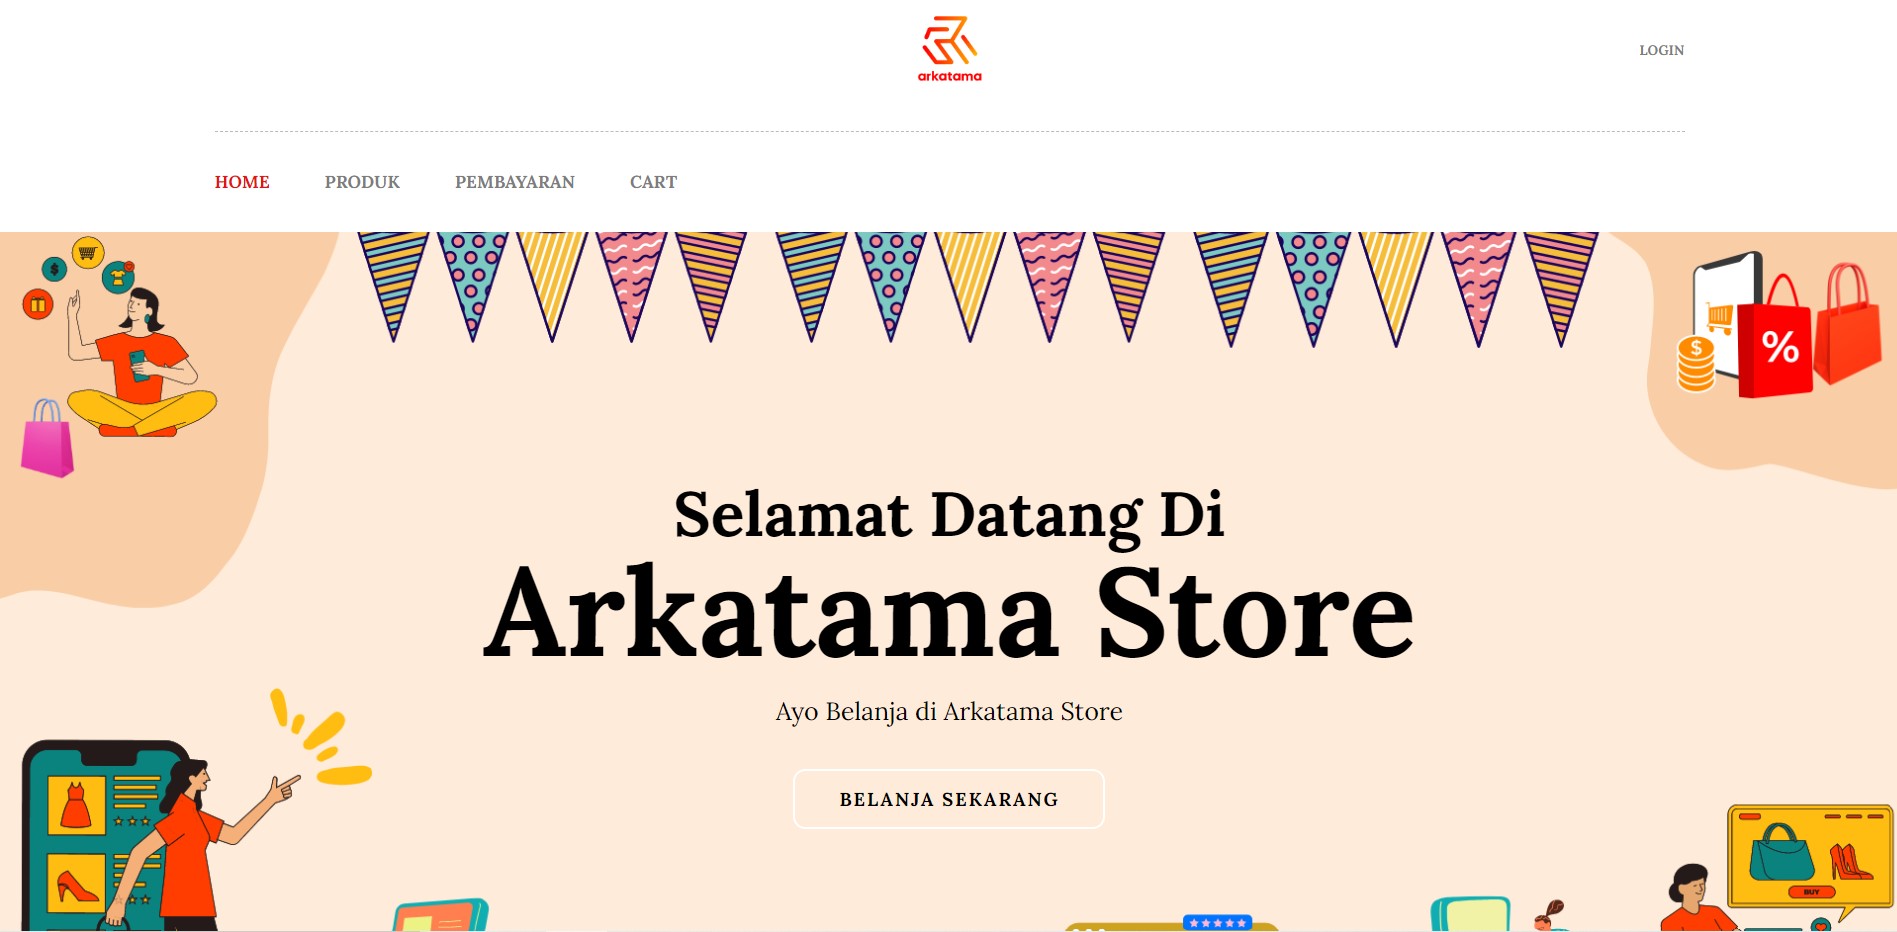 arkatama
LOGIN
HOME PRODUK PEMBAYARAN CART
$
$
%
Selamat Datang Di
Arkatama Store
Ayo Belanja di Arkatama Store
BELANJA SEKARANG
BUY